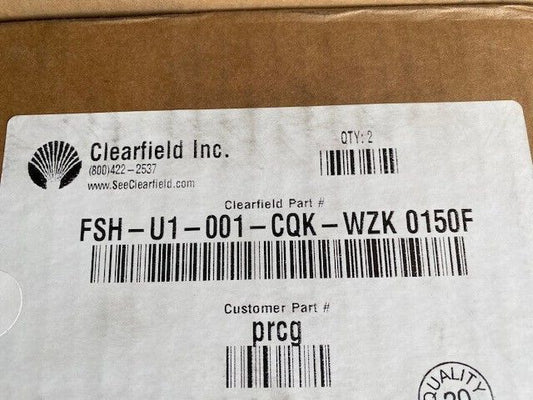 Clearfield Inc.
(800)422-2537
www.SeeClearfield.com
QTY: 2
Clearfield Part #
FSH-U1-001-CQK-WZK 0150F
Customer Part #
prcg
QUALITY